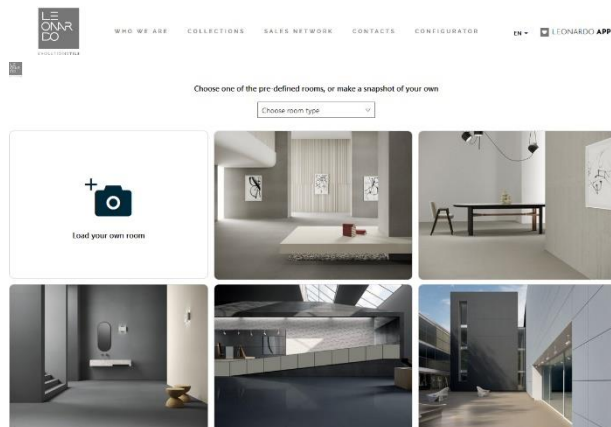 LE
ONAR
DO
WHO WE ARE
COLLECTIONS
SALES NETWORK
CONTACTS
CONFIGURATOR
EN
LEONARDO APP
Choose one of the pre-defined rooms, or make a snapshot of your own
Choose room type
Load your own room